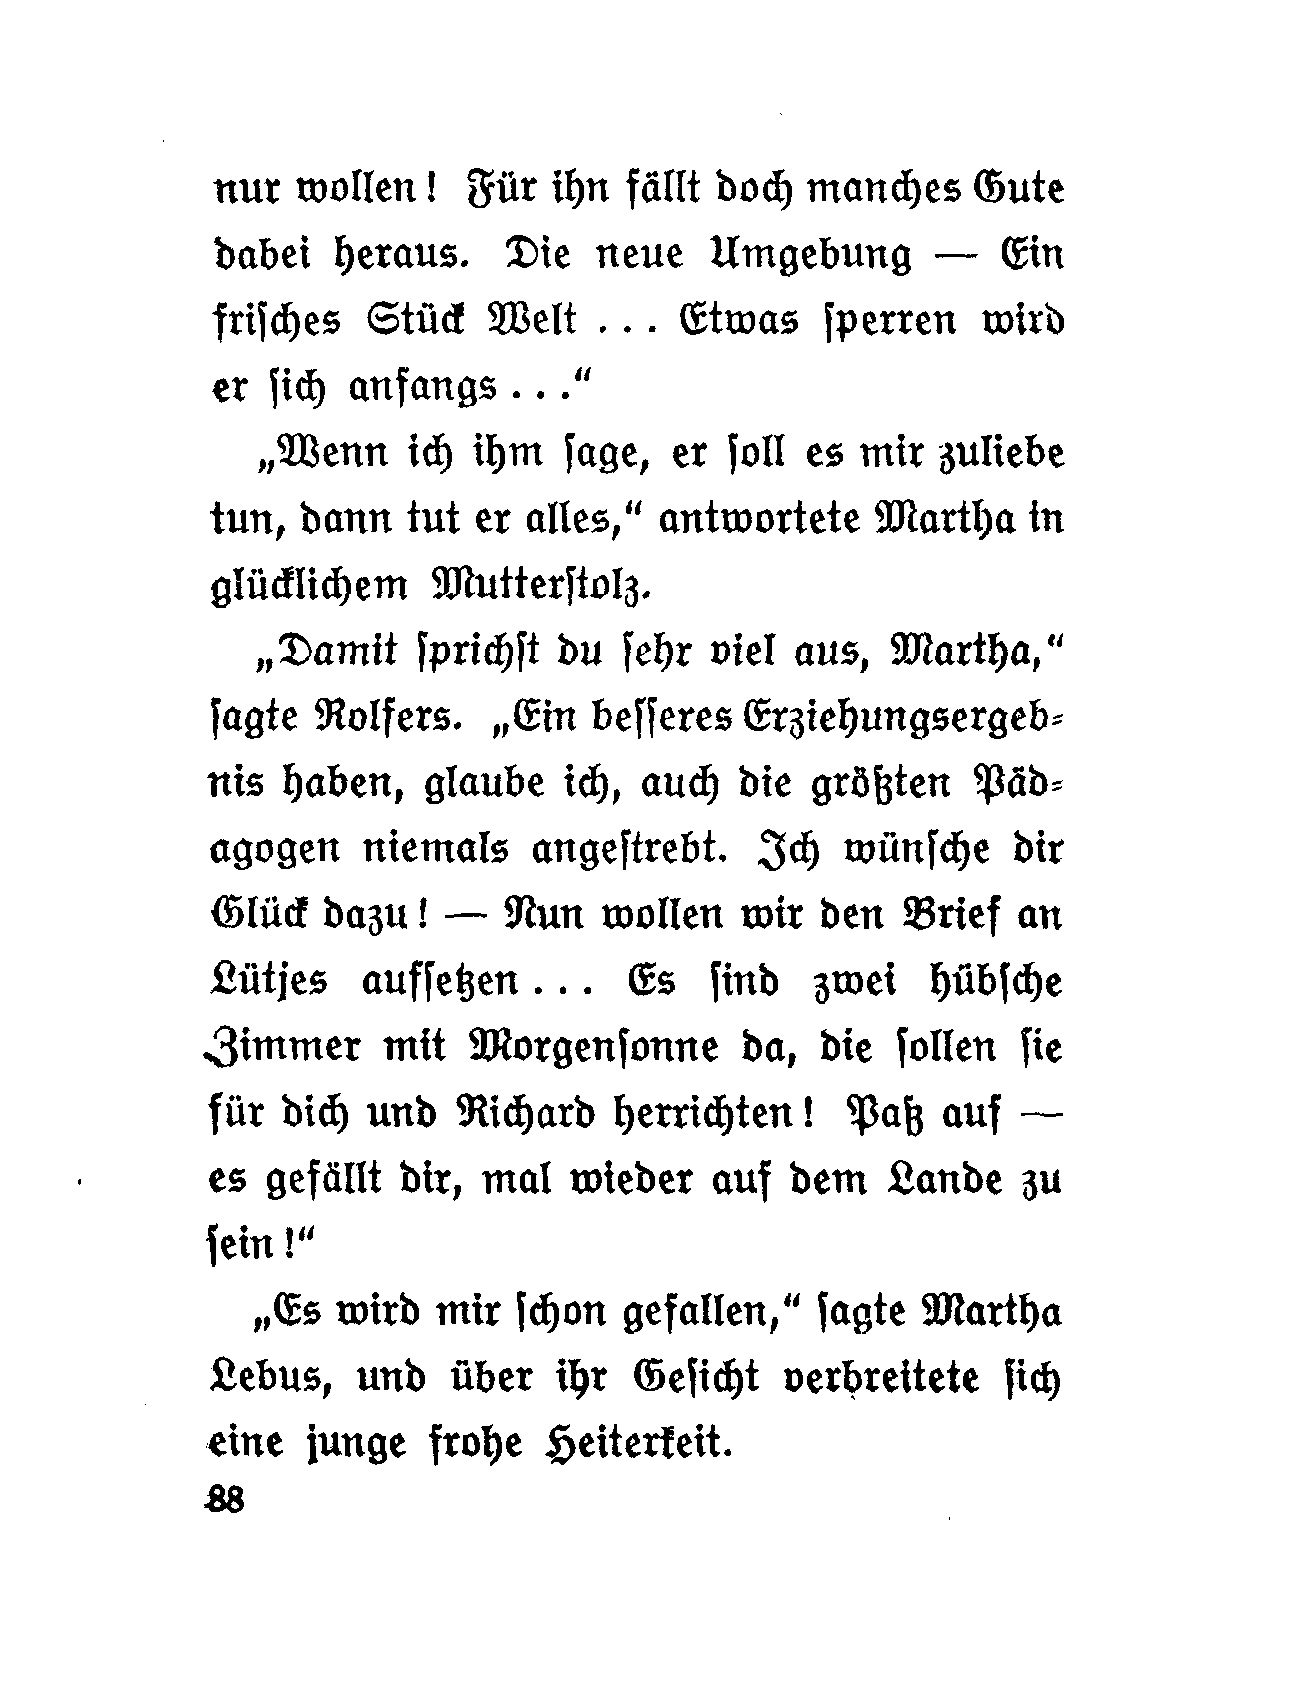 nur wollen! Für ihn fällt doch manches Gute
dabei heraus. Die neue Umgebung — Ein
friſches Stück Welt ... Etwas ſperren wird
er ſich anfangs ...“
„Wenn ich ihm ſage, er ſoll es mir zuliebe
tun, dann tut er alles,“ antwortete Martha in
glücklichem Mutterſtolz.
„Damit ſprichſt du ſehr viel aus, Martha,“
ſagte Rolfers. „Ein beſſeres Erziehungsergeb⸗
nis haben, glaube ich, auch die größten Päd⸗
agogen niemals angeſtrebt. Ich wünſche dir
Glück dazu! — Nun wollen wir den Brief an
Lütjes aufſetzen ... Es ſind zwei hübſche
Zimmer mit Morgenſonne da, die ſollen ſie
für dich und Richard herrichten! Paß auf —
es gefällt dir, mal wieder auf dem Lande zu
ſein!“
„Es wird mir ſchon gefallen,“ ſagte Martha
Lebus, und über ihr Geſicht verbreitete ſich
eine junge frohe Heiterkeit.
88